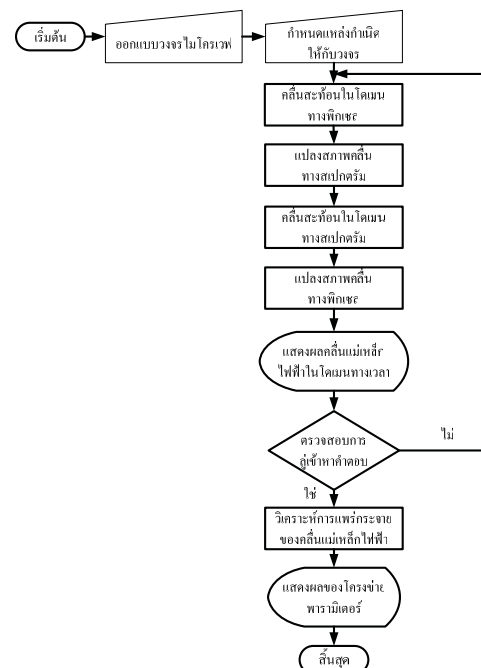 เริ่มต้น
ออกแบบวงจรไมโครเวฟ
กำหนดแหล่งกำเนิด
ให้กับวงจร
คลื่นสะท้อนในโดเมน
ทางพิกเซล
แปลงสภาพคลื่น
ทางสเปกตรัม
คลื่นสะท้อนในโดเมน
ทางสเปกตรัม
แปลงสภาพคลื่น
ทางพิกเซล
แสดงผลคลื่นแม่เหล็ก
ไฟฟ้าในโดเมนทางเวลา
ตรวจสอบการ
ลู่เข้าหาคำตอบ
ไม่
ใช่
วิเคราะห์การแพร่กระจาย
ของคลื่นแม่เหล็กไฟฟ้า
แสดงผลของโครงข่าย
พารามิเตอร์
สิ้นสุด